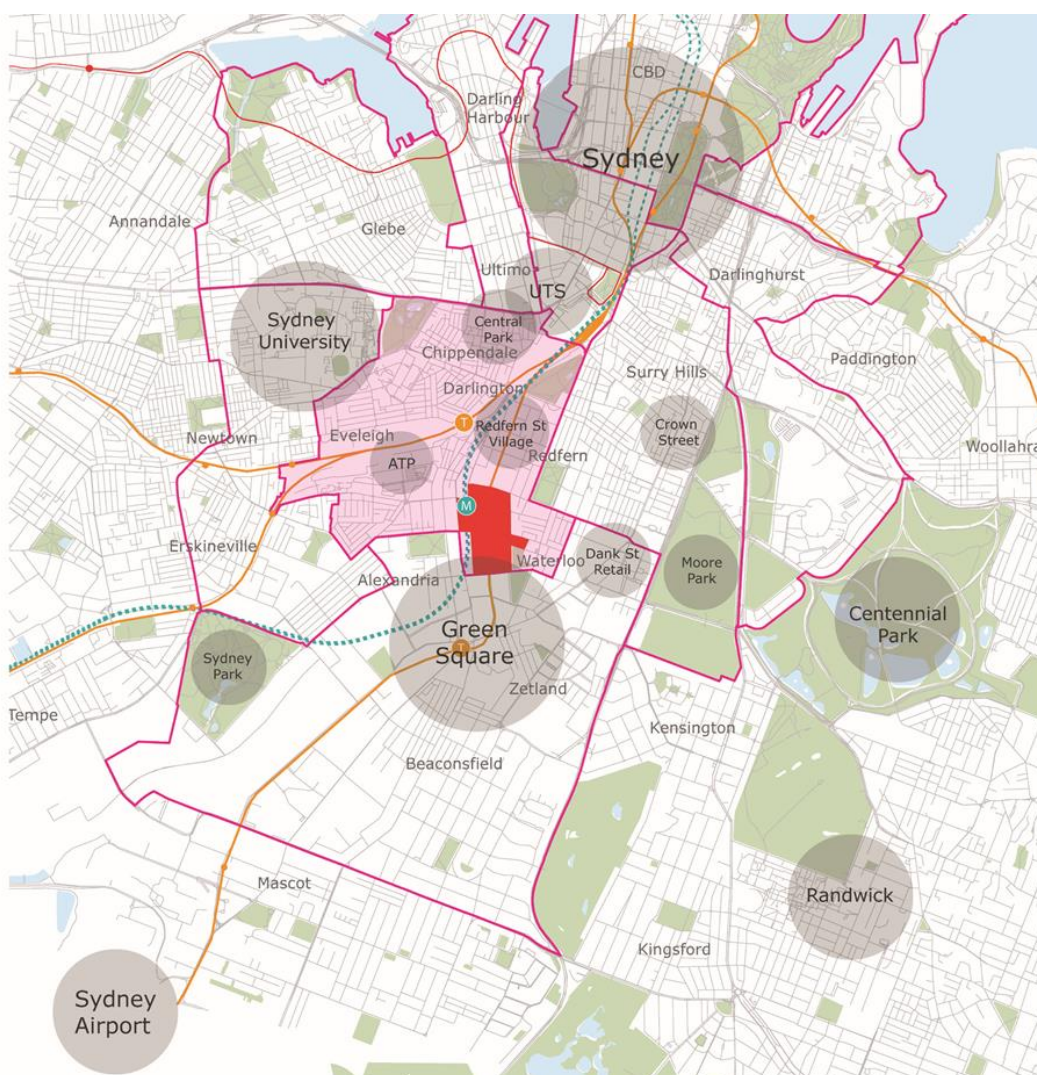 CBD
Darling
Harbour
Sydney
Annandale
Glebe
Ultimo
UTS
Darlinghurst
Sydney
University
Central
Park
Chippendale
Surry Hills
Paddington
Darlington
T
Redfern St
Village
Crown
Street
Newtown
Eveleigh
Redfern
Woollahra
ATP
M
Erskineville
Alexandria
Waterloo
Dank St
Retail
Moore
Park
Centennial
Park
Green
Square
T
Sydney
Park
Zetland
Tempe
Kensington
Beaconsfield
Mascot
Randwick
Kingsford
Sydney
Airport